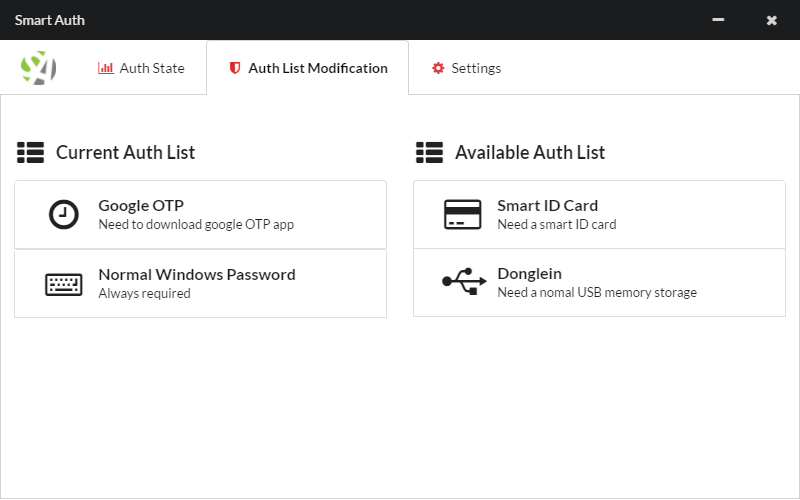 Smart Auth
Auth State
Auth List Modification
Settings
Current Auth List
Google OTP
Need to download google OTP app
Normal Windows Password
Always required
Available Auth List
Smart ID Card
Need a smart ID card
Donglein
Need a nomal USB memory storage